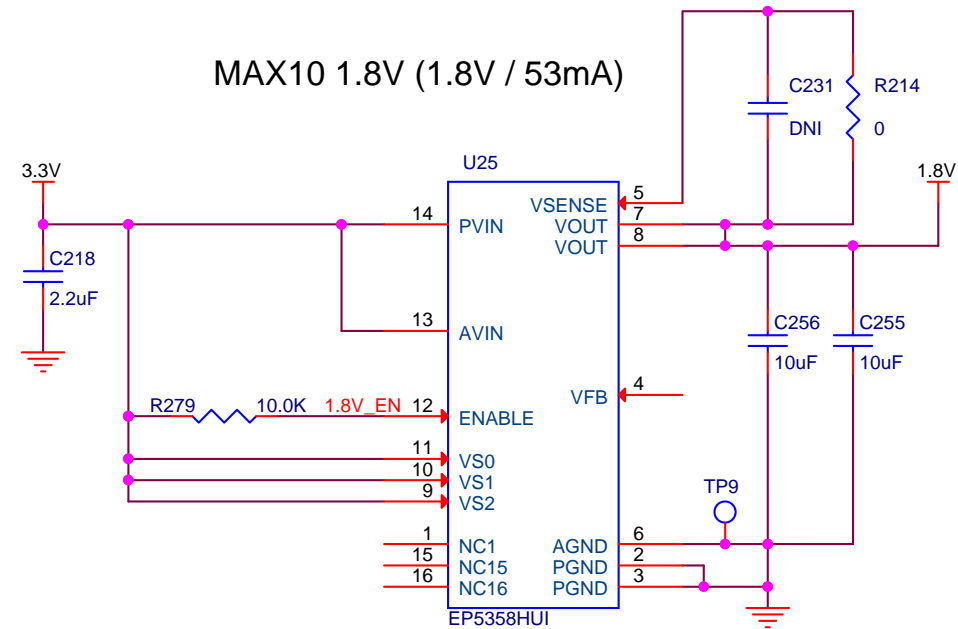 MAX10 1.8V (1.8V / 53mA)
C231
R214
DNI
0
3.3V
U25
1.8V
5
VSENSE
14
PVIN
7
VOUT
8
VOUT
C218
2.2uF
13
AVIN
C256
C255
10uF
10uF
4
VFB
R279
10.0K
1.8V_EN
12
ENABLE
11
VS0
10
VS1
9
VS2
TP9
1
NC1
6
AGND
15
NC15
2
PGND
16
NC16
3
PGND
EP5358HUI